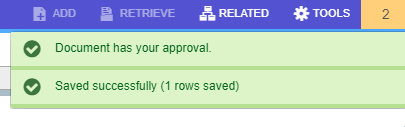 ADD RETRIEVE RELATED TOOLS 2
Document has your approval.
Saved successfully (1 rows saved)